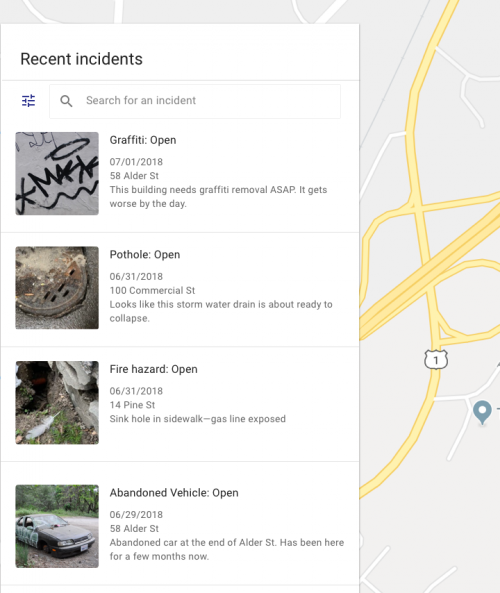 Recent incidents
Search for an incident
Graffiti: Open
07/01/2018
58 Alder St
This building needs graffiti removal ASAP. It gets
worse by the day.
Pothole: Open
06/31/2018
100 Commercial St
Looks like this storm water drain is about ready to
collapse.
Fire hazard: Open
06/31/2018
14 Pine St
Sink hole in sidewalk—gas line exposed
1
Abandoned Vehicle: Open
06/29/2018
58 Alder St
Abandoned car at the end of Alder St. Has been here
for a few months now.